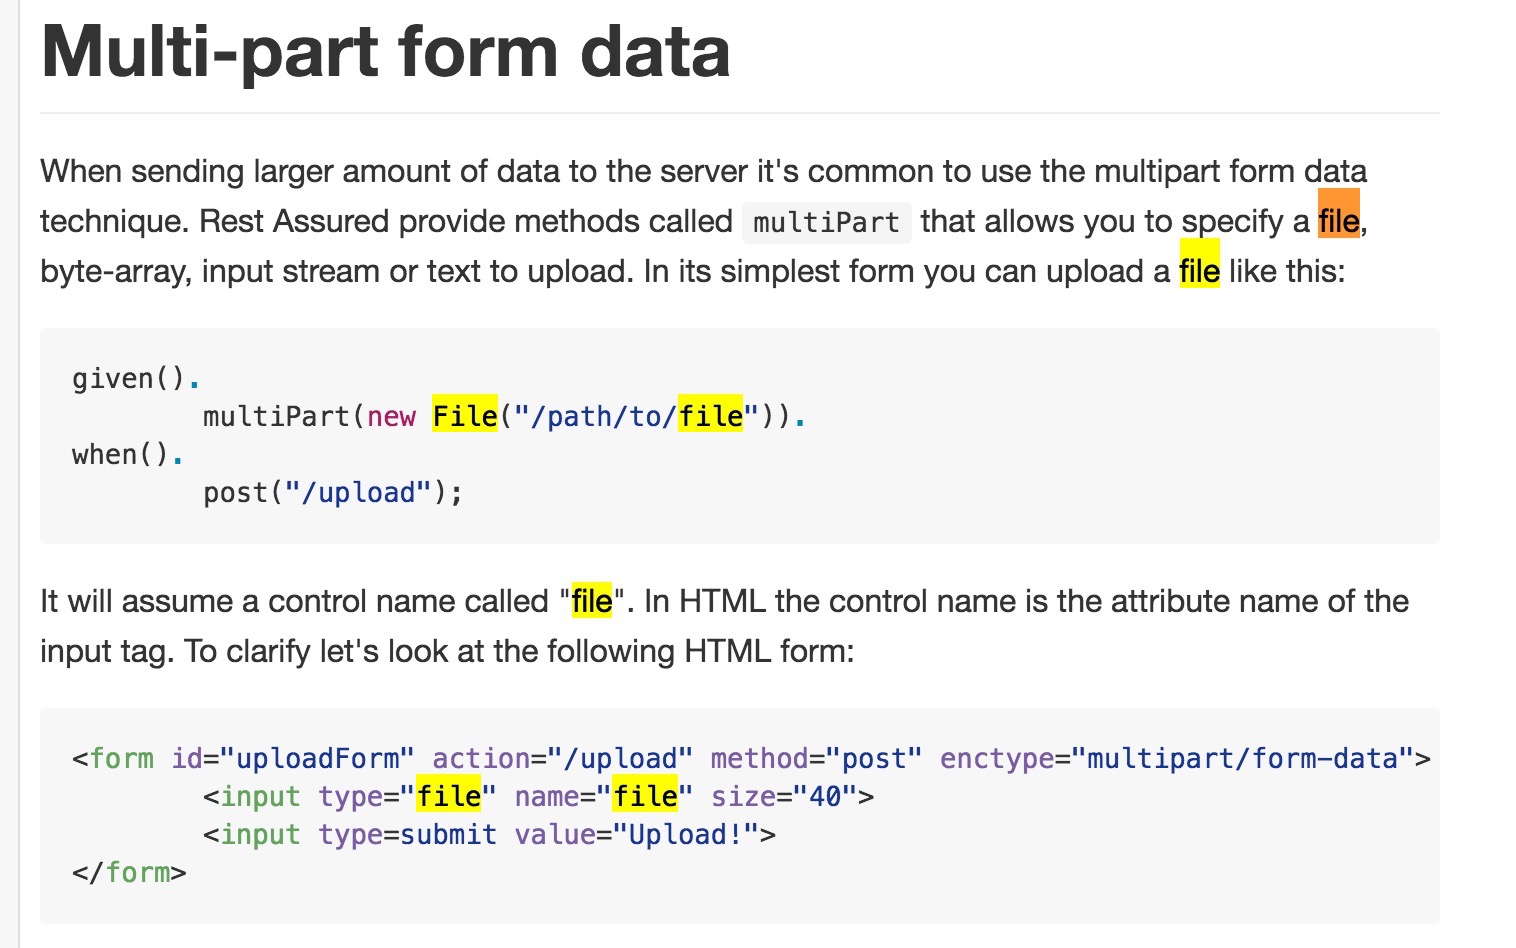 Multi-part form data
When sending larger amount of data to the server it's common to use the multipart form data
technique. Rest Assured provide methods called multiPart that allows you to specify a file,
byte-array, input stream or text to upload. In its simplest form you can upload a file like this:
given().
        multiPart(new File("/path/to/file")).
when().
        post("/upload");
It will assume a control name called "file". In HTML the control name is the attribute name of the
input tag. To clarify let's look at the following HTML form:
<form id="uploadForm" action="/upload" method="post" enctype="multipart/form-data">
        <input type="file" name="file" size="40">
        <input type=submit value="Upload!">
</form>